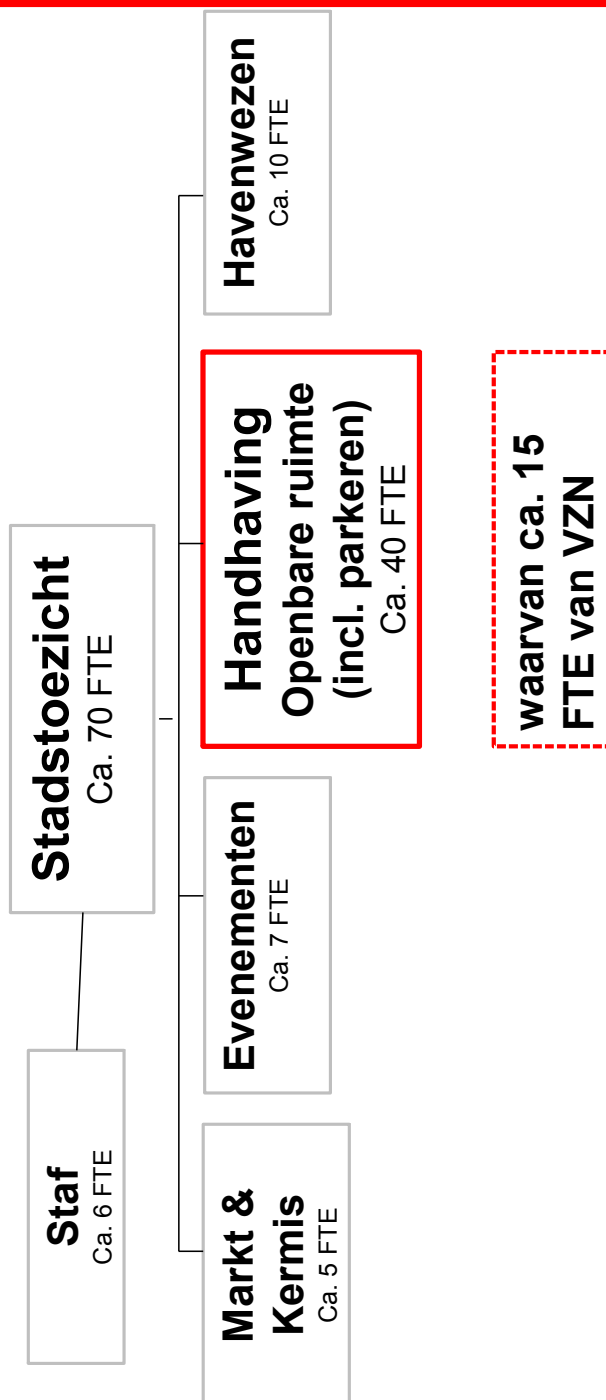 Stadstoezicht
Ca. 70 FTE
Staf
Ca. 6 FTE
Markt &
Kermis
Ca. 5 FTE
Evenementen
Ca. 7 FTE
Handhaving
Openbare ruimte
(incl. parkeren)
Ca. 40 FTE
Havenwezen
Ca. 10 FTE
waarvan ca. 15
FTE van VZN